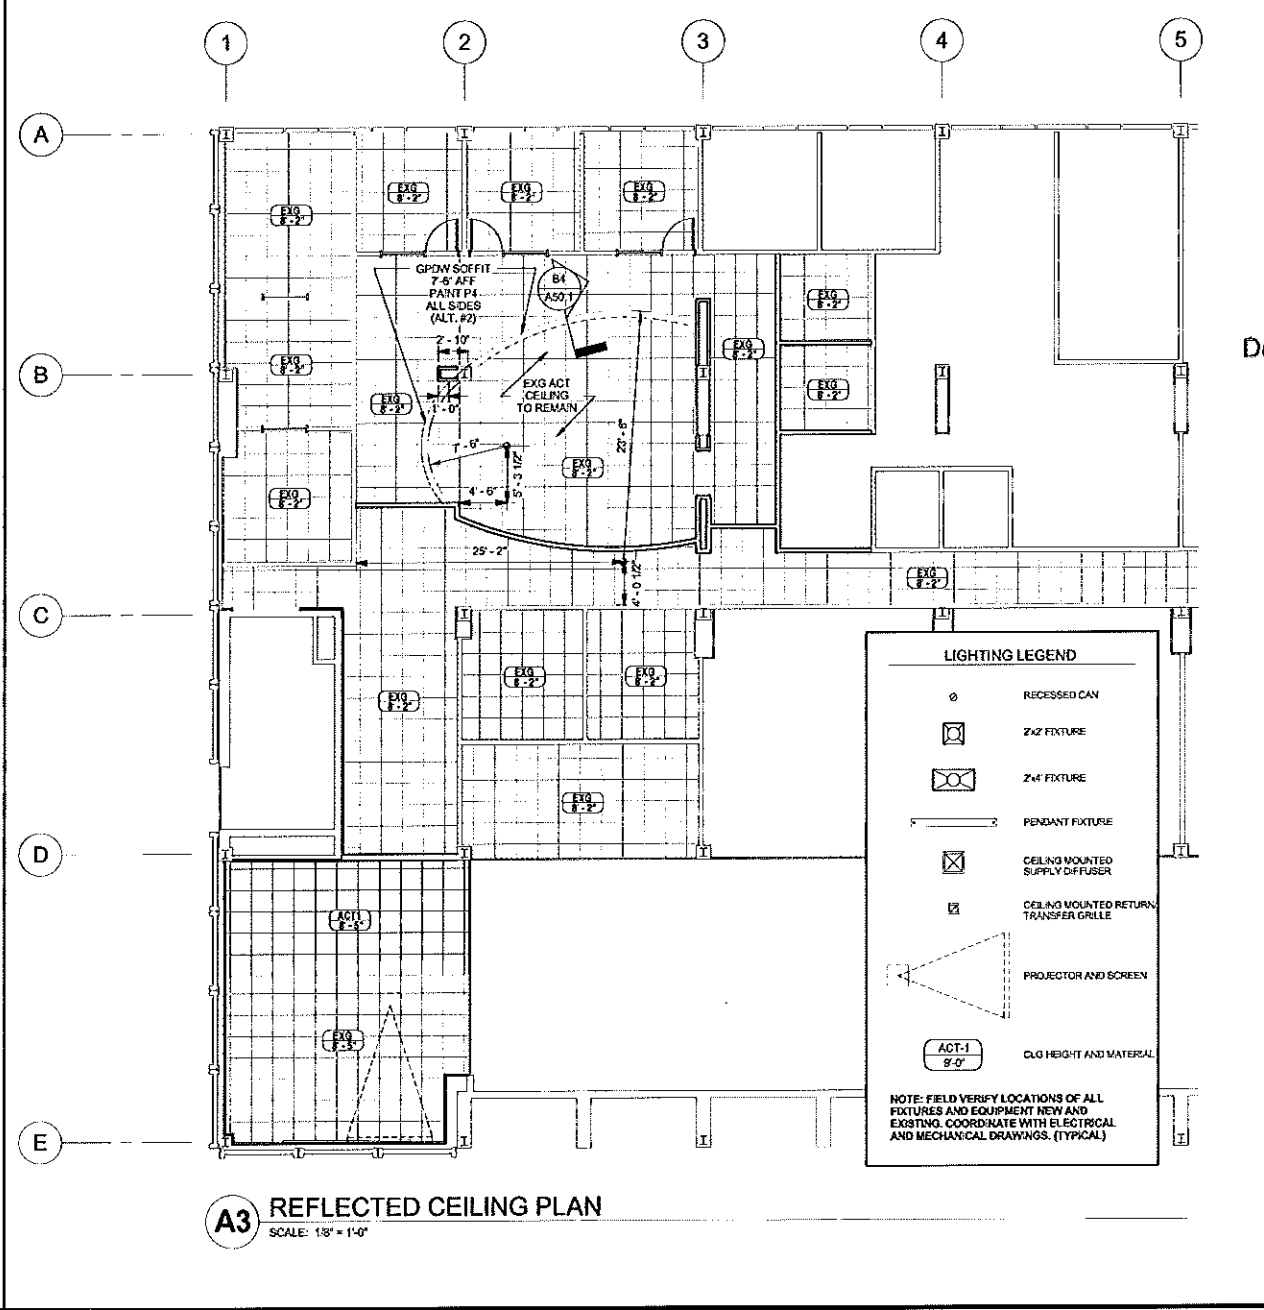 1
2
3
4
5
A
EXG
8'-2"
EXG
8'-2"
EXG
8'-2"
EXG
8'-2"
GPDW SOFFIT
7'-6" AFF
PAINT P4
ALL SIDES
(ALT. #2)
B4
A50.1
EXG
8'-2"
2' - 10"
EXG
8'-2"
EXG
8'-2"
B
EXG ACT
CEILING
TO REMAIN
EXG
8'-2"
EXG
8'-2"
1' - 0"
23' - 6"
EXG
8'-2"
5' - 3 1/2"
4' - 6"
EXG
8'-2"
25' - 2"
EXG
8'-2"
4' - 0 1/2"
C
EXG
8'-2"
EXG
8'-2"
EXG
8'-2"
EXG
8'-2"
D
ACT1
8'-5"
EXG
8'-5"
E
LIGHTING LEGEND
RECESSED CAN
2'x2' FIXTURE
2'x4' FIXTURE
PENDANT FIXTURE
CEILING MOUNTED
SUPPLY DIFFUSER
CEILING MOUNTED RETURN/
TRANSFER GRILLE
PROJECTOR AND SCREEN
ACT-1
9'-0"
CLG HEIGHT AND MATERIAL
NOTE: FIELD VERIFY LOCATIONS OF ALL
FIXTURES AND EQUIPMENT NEW AND
EXISTING. COORDINATE WITH ELECTRICAL
AND MECHANICAL DRAWINGS. (TYPICAL)
A3
REFLECTED CEILING PLAN
SCALE: 1/8" = 1'-0"